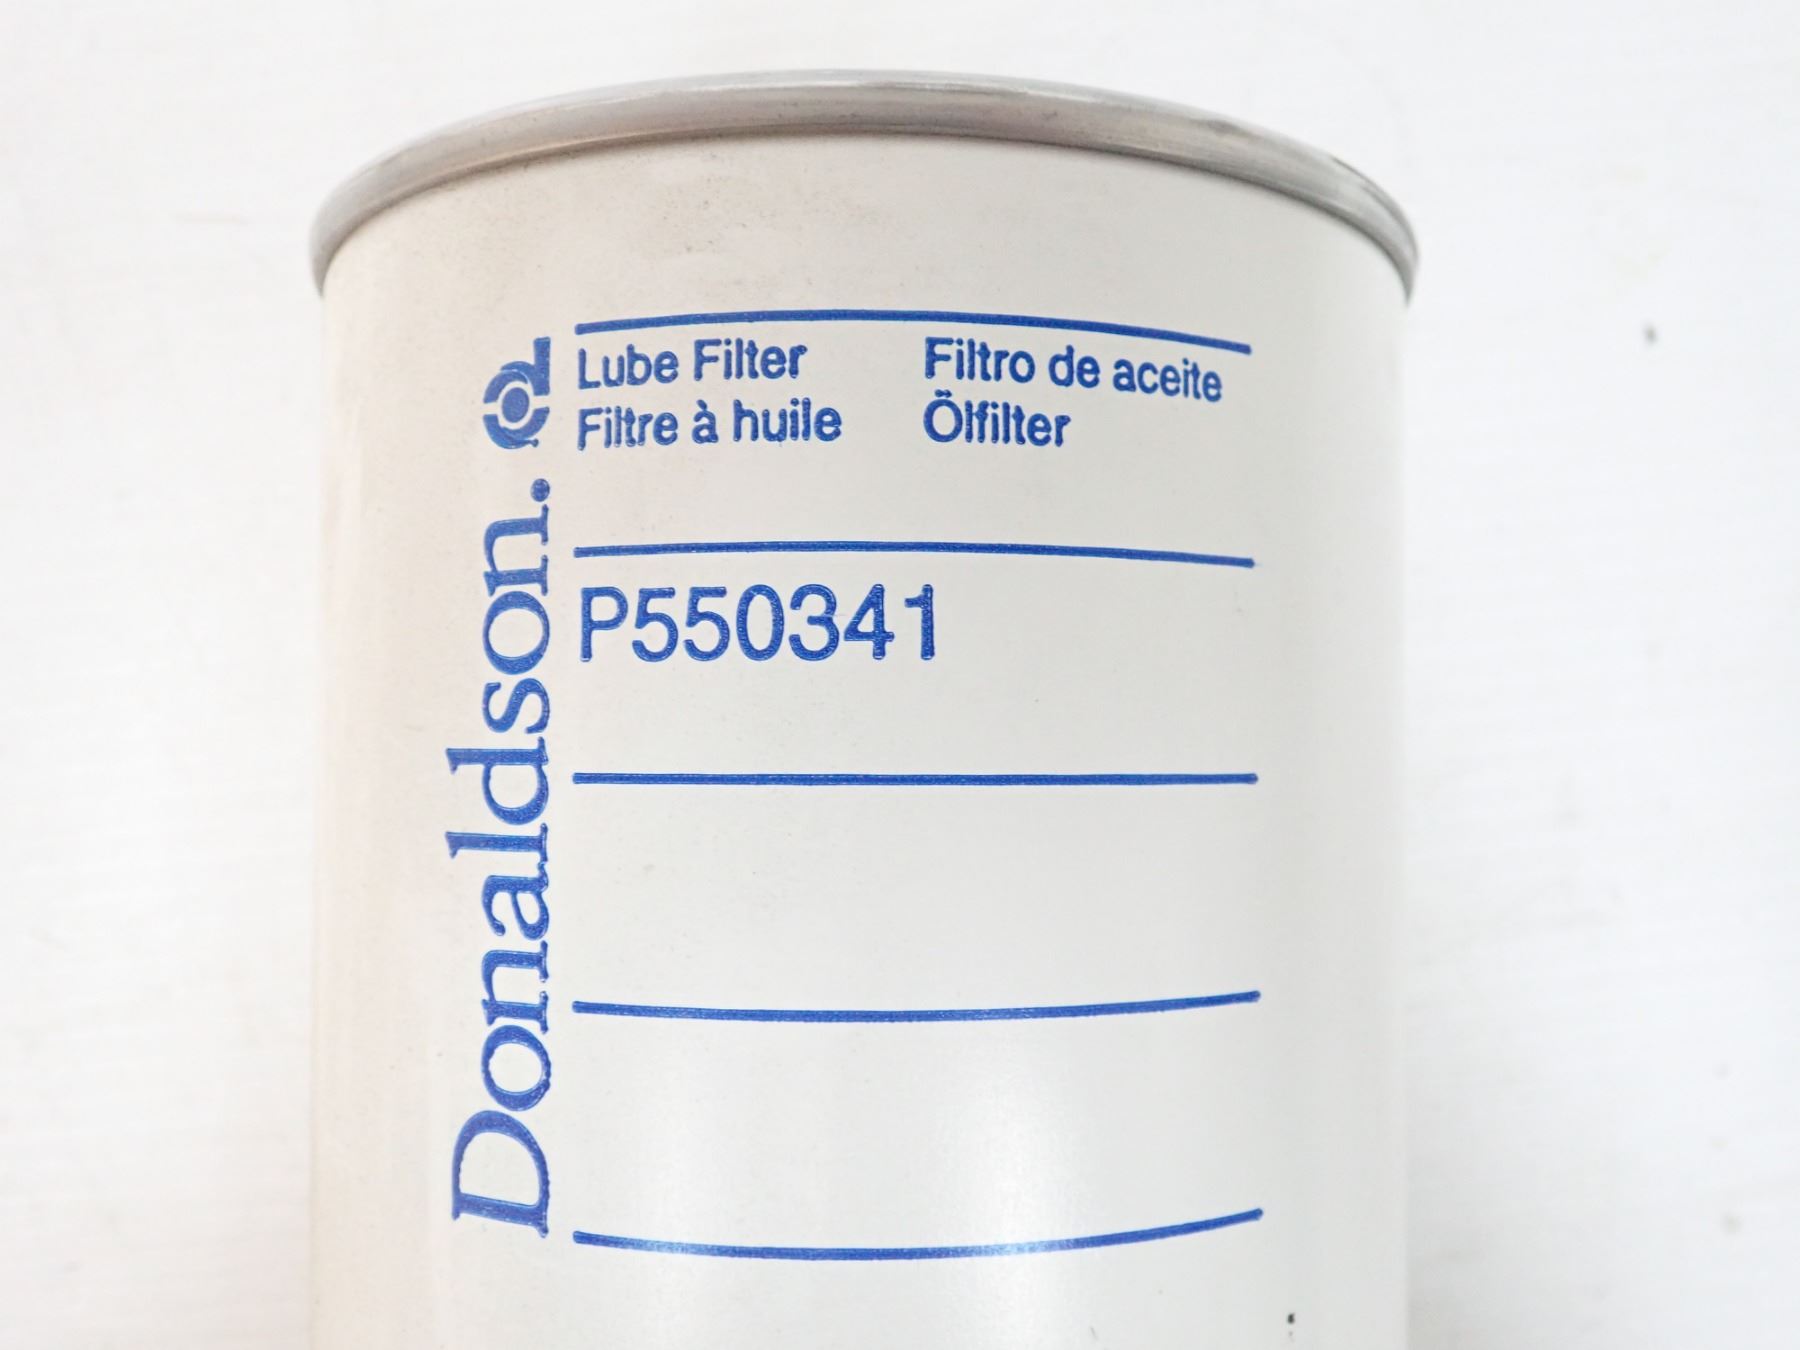 Lube Filter Filtro de aceite
Filtre à huile Ölfilter
P550341
Donaldson.